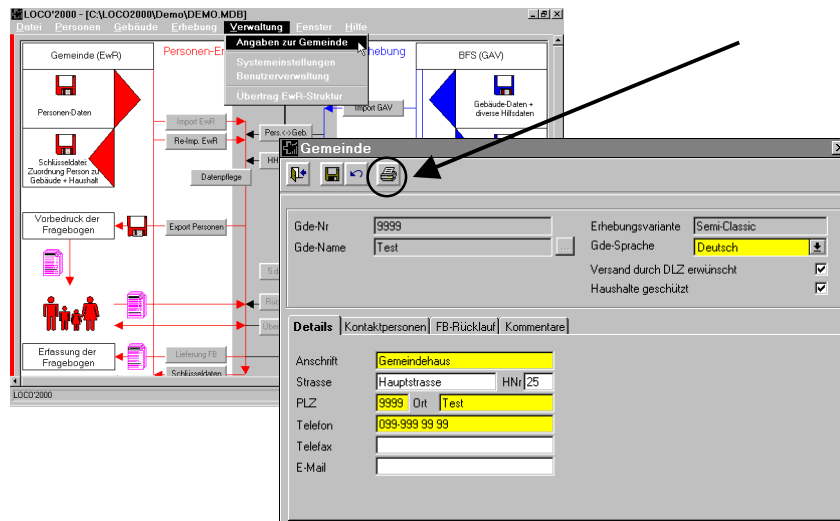 LOCO'2000 - [C:\LOCO2000\Demo\DEMO.MDB]
Datei Personen Gebäude Erhebung Verwaltung Fenster Hilfe
Angaben zur Gemeinde
Systemeinstellungen
Benutzerverwaltung
Übertrag EwR-Struktur
Gemeinde (EwR)
Personen-Er
hebung
BFS (GAV)
Personen-Daten
Gebäude-Daten +
diverse Hilfsdaten
Import EwR
Import GAV
Re-Imp. EwR
Pers.<->Geb.
HH
Schlüsseldatei:
Zuordnung Person zu
Gebäude + Haushalt
Datenpflege
Vorbedruck der
Fragebogen
Export Personen
S.d
Rüc
Über
Erfassung der
Fragebogen
Lieferung FB
Schlüsseldaten
LOCO'2000
Gemeinde
Gde-Nr 9999
Erhebungsvariante Semi-Classic
Gde-Name Test ...
Gde-Sprache Deutsch
Versand durch DLZ erwünscht
Haushalte geschützt
Details Kontaktpersonen FB-Rücklauf Kommentare
Anschrift Gemeindehaus
Strasse Hauptstrasse HNr 25
PLZ 9999 Ort Test
Telefon 099-999 99 99
Telefax
E-Mail